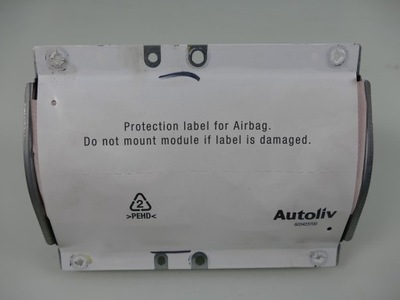 Protection label for Airbag.
Do not mount module if label is damaged.
2
>PEHD<
Autoliv